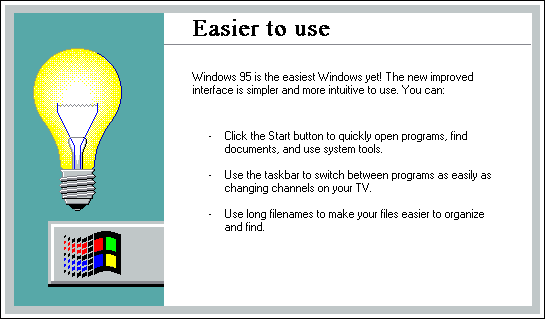 Easier to use
Windows 95 is the easiest Windows yet! The new improved
interface is simpler and more intuitive to use. You can:
- Click the Start button to quickly open programs, find
documents, and use system tools.
- Use the taskbar to switch between programs as easily as
changing channels on your TV.
- Use long filenames to make your files easier to organize
and find.